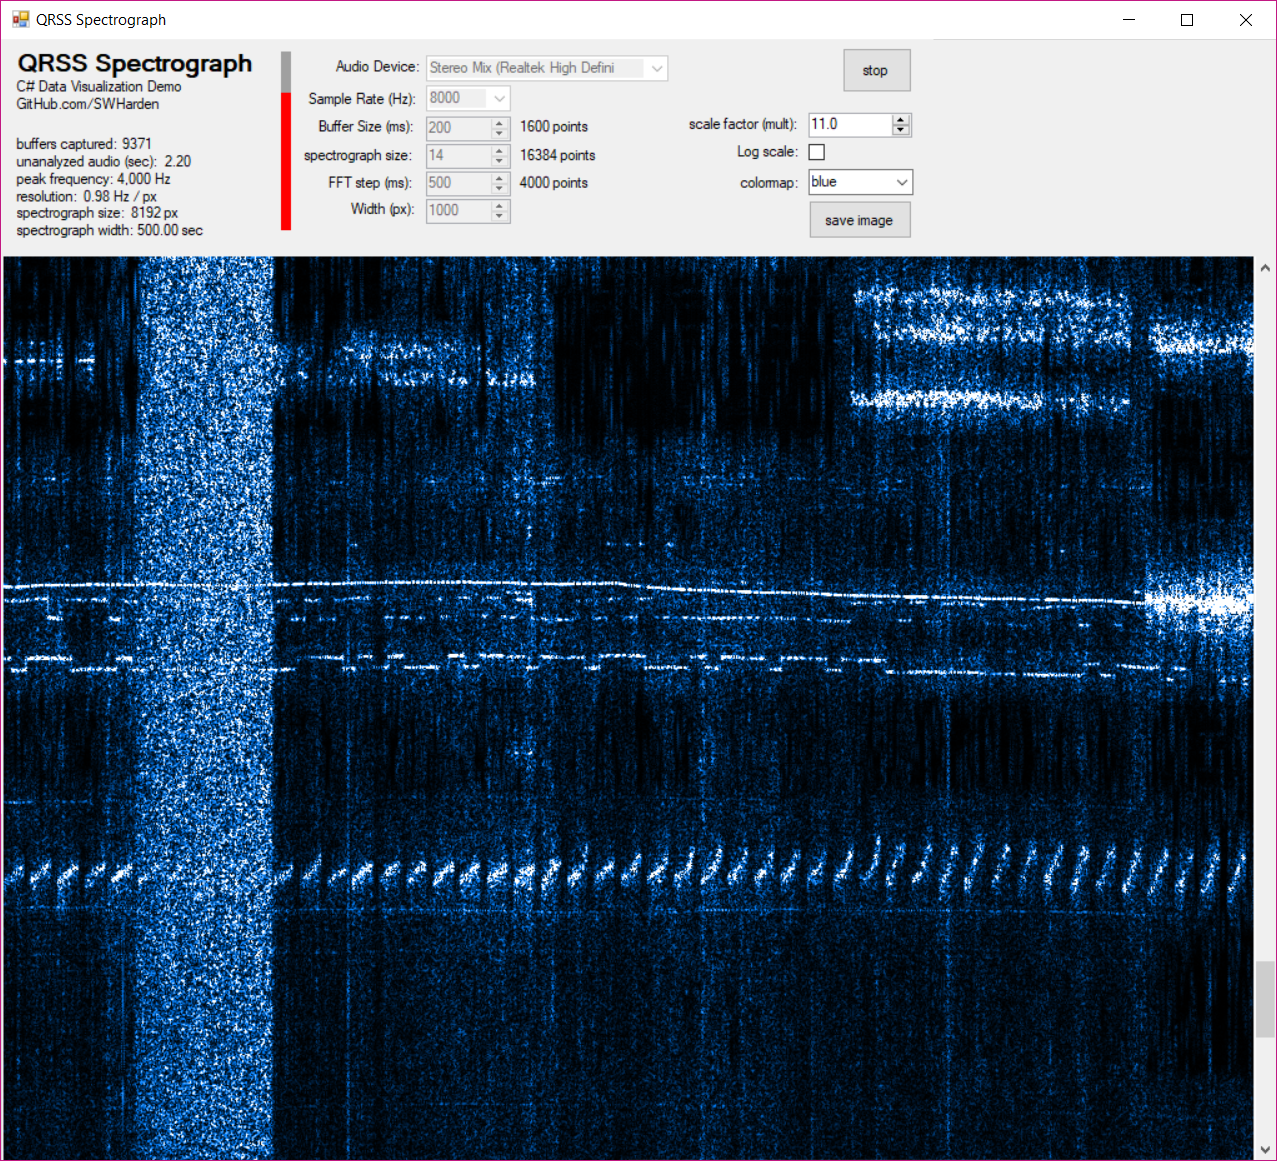 QRSS Spectrograph
QRSS Spectrograph
C# Data Visualization Demo
GitHub.com/SWHarden
buffers captured: 9371
unanalyzed audio (sec): 2.20
peak frequency: 4,000 Hz
resolution: 0.98 Hz / px
spectrograph size: 8192 px
spectrograph width: 500.00 sec
Audio Device: Stereo Mix (Realtek High Defini
Sample Rate (Hz): 8000
Buffer Size (ms): 200 1600 points
spectrograph size: 14 16384 points
FFT step (ms): 500 4000 points
Width (px): 1000
stop
scale factor (mult): 11.0
Log scale:
colormap: blue
save image